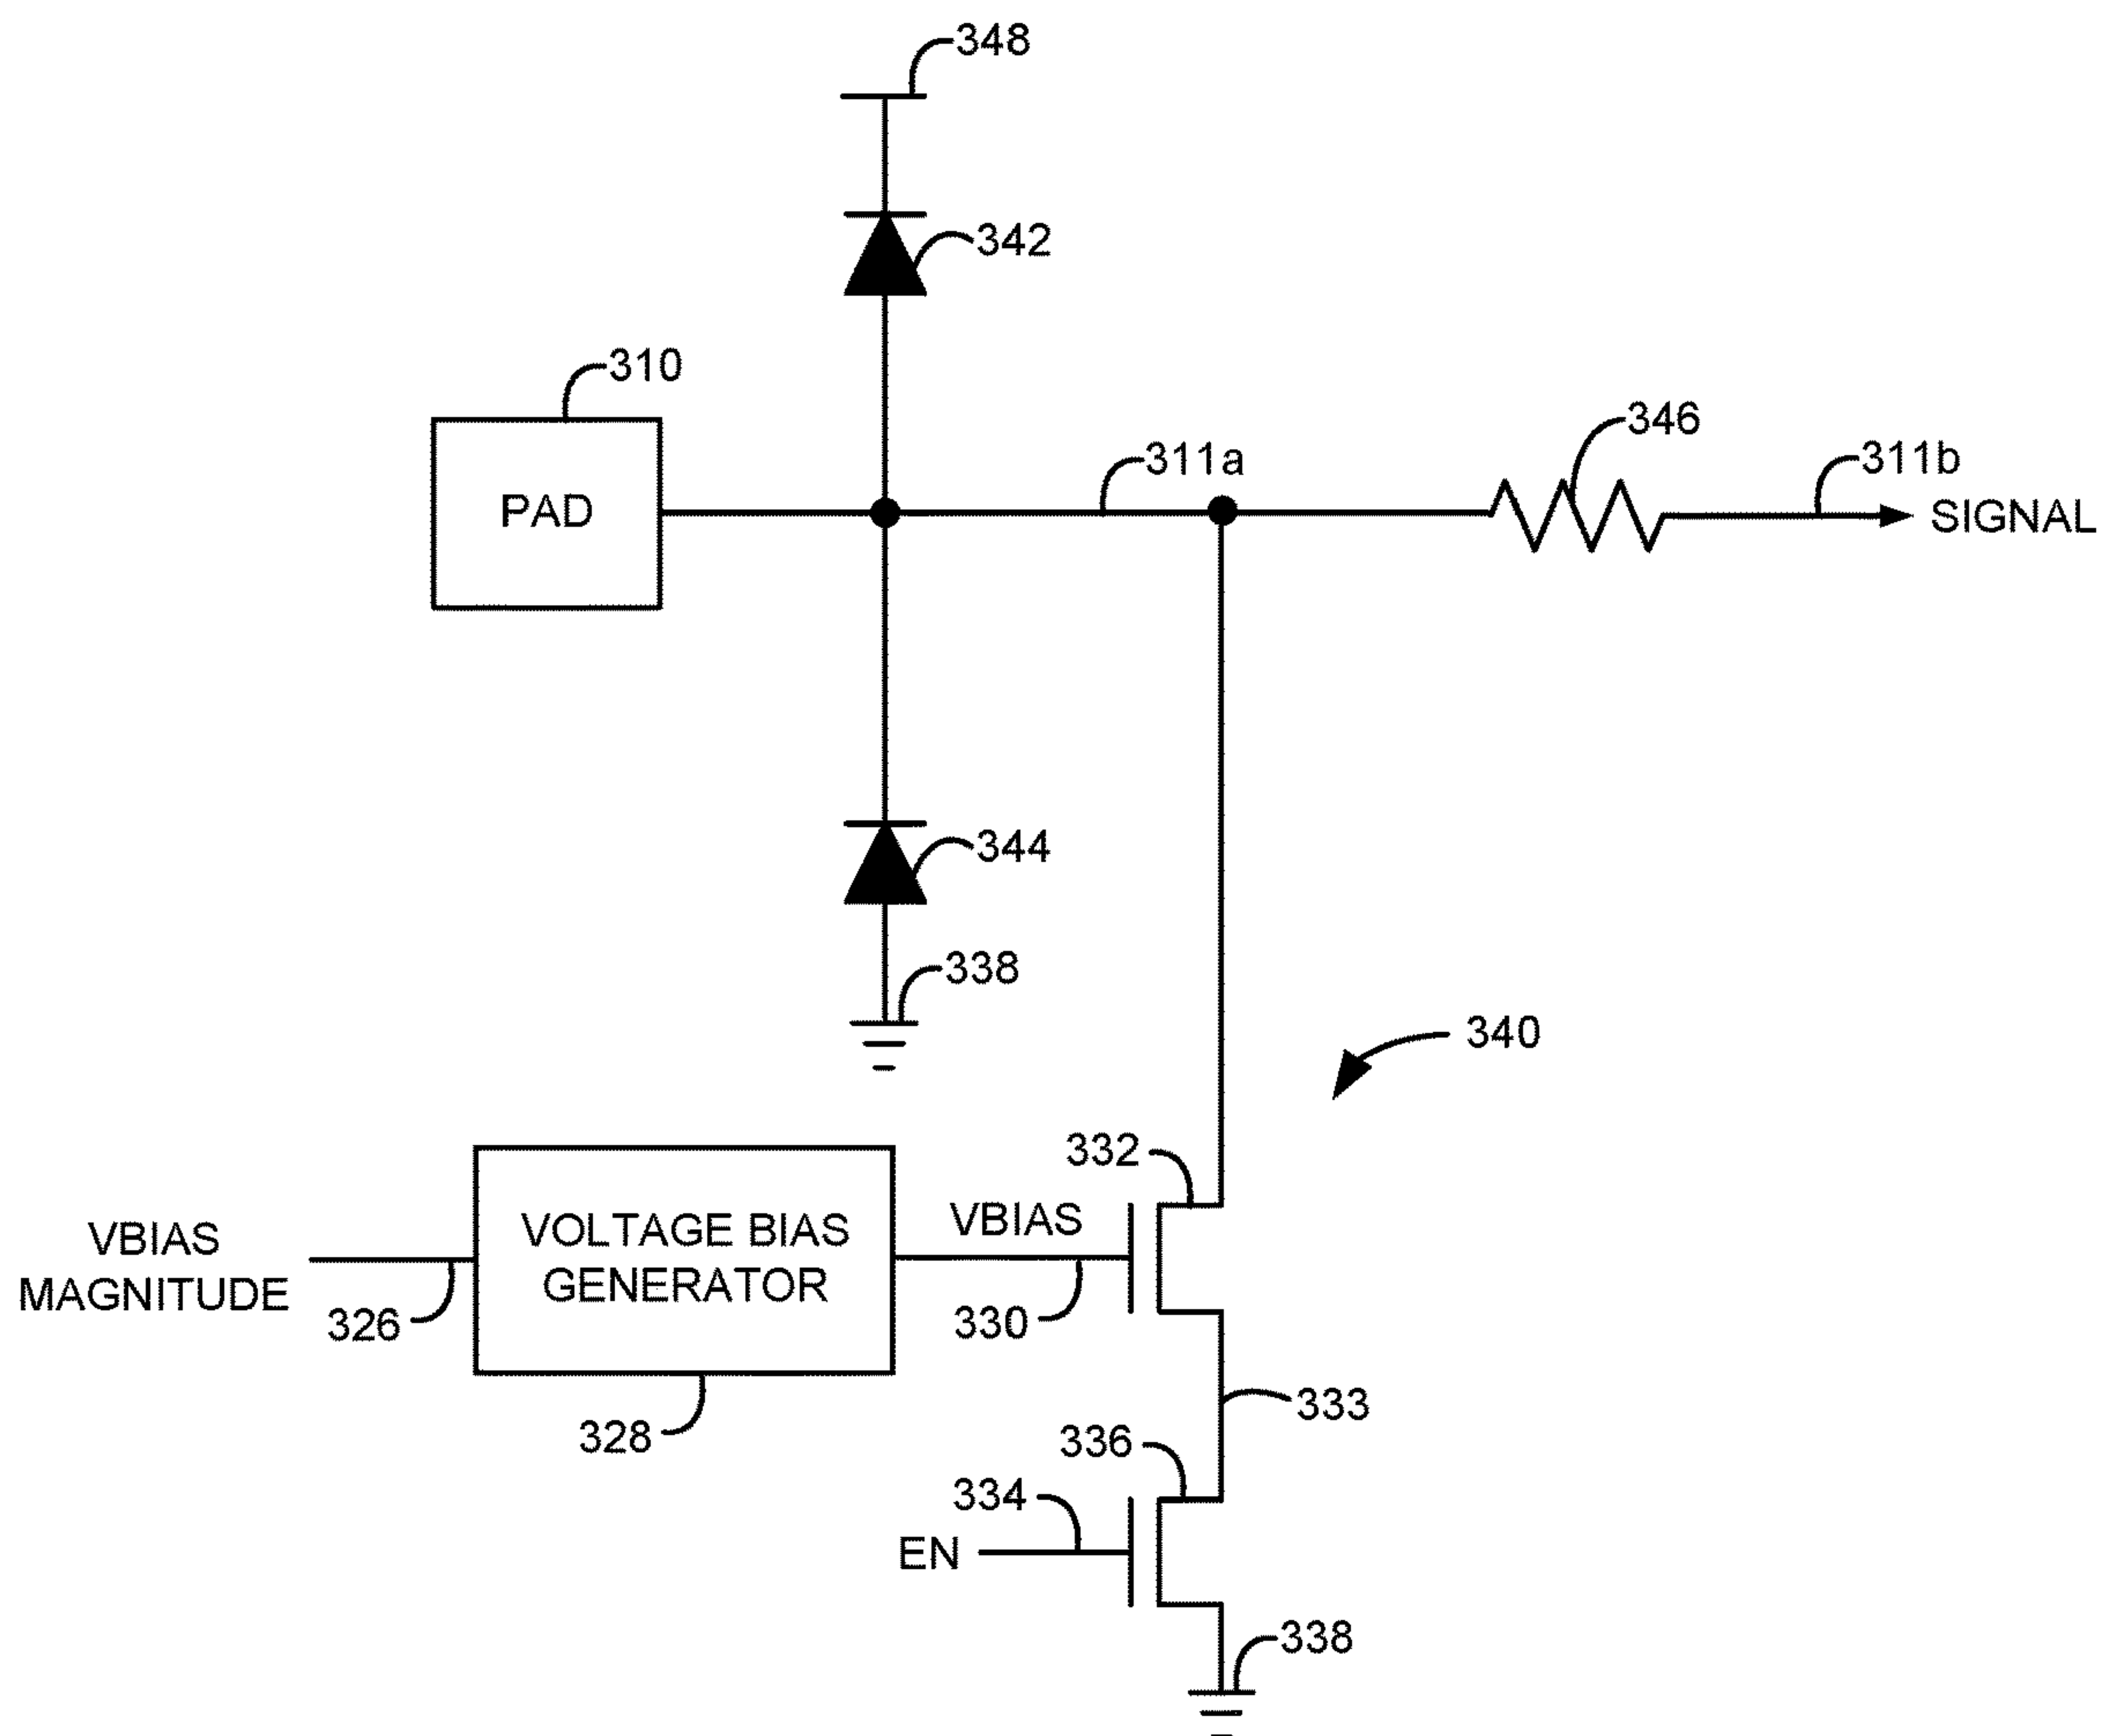 348
342
310
PAD
311a
346
311b
SIGNAL
344
338
340
332
VBIAS
MAGNITUDE
326
VOLTAGE BIAS
GENERATOR
328
VBIAS
330
333
336
334
EN
338